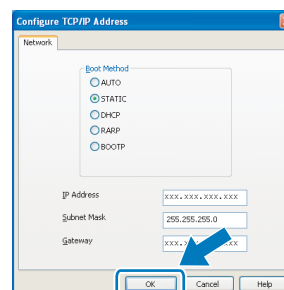 Configure TCP/IP Address
Network
Boot Method
AUTO
STATIC
DHCP
RARP
BOOTP
IP Address xxx.xxx.xxx.xxx
Subnet Mask 255.255.255.0
Gateway xxx.x xx
OK Cancel Help